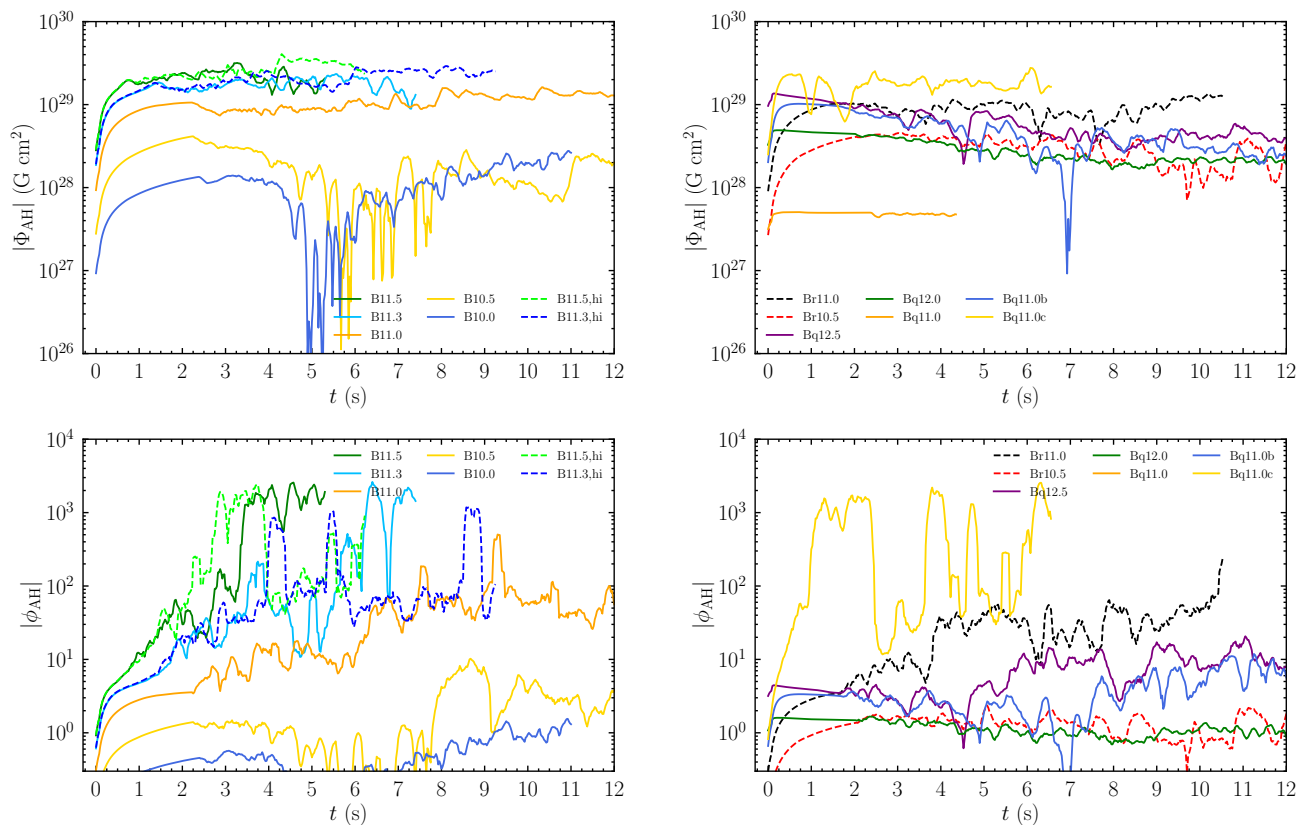 10^30
10^29
10^28
10^27
10^26
|Φ_AH| (G cm²)
B11.5
B11.3
B11.0
B10.5
B10.0
B11.5,hi
B11.3,hi
0 1 2 3 4 5 6 7 8 9 10 11 12
t (s)
10^30
10^29
10^28
10^27
10^26
|Φ_AH| (G cm²)
Br11.0
Br10.5
Bq12.5
Bq12.0
Bq11.0
Bq11.0b
Bq11.0c
0 1 2 3 4 5 6 7 8 9 10 11 12
t (s)
10^4
10^3
10^2
10^1
10^0
|ϕ_AH|
B11.5
B11.3
B11.0
B10.5
B10.0
B11.5,hi
B11.3,hi
0 1 2 3 4 5 6 7 8 9 10 11 12
t (s)
10^4
10^3
10^2
10^1
10^0
|ϕ_AH|
Br11.0
Br10.5
Bq12.5
Bq12.0
Bq11.0
Bq11.0b
Bq11.0c
0 1 2 3 4 5 6 7 8 9 10 11 12
t (s)